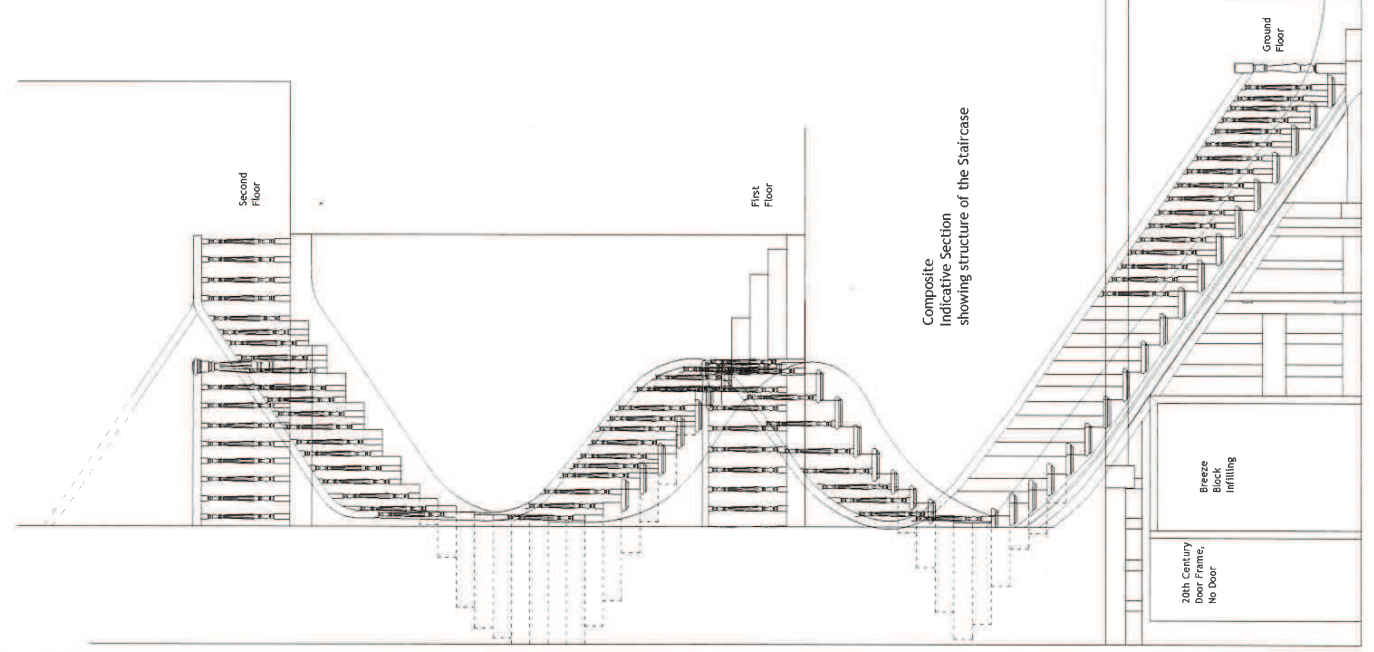 Second
Floor
First
Floor
Composite
Indicative Section
showing structure of the Staircase
Ground
Floor
Breeze
Block
Infilling
20th Century
Door Frame,
No Door